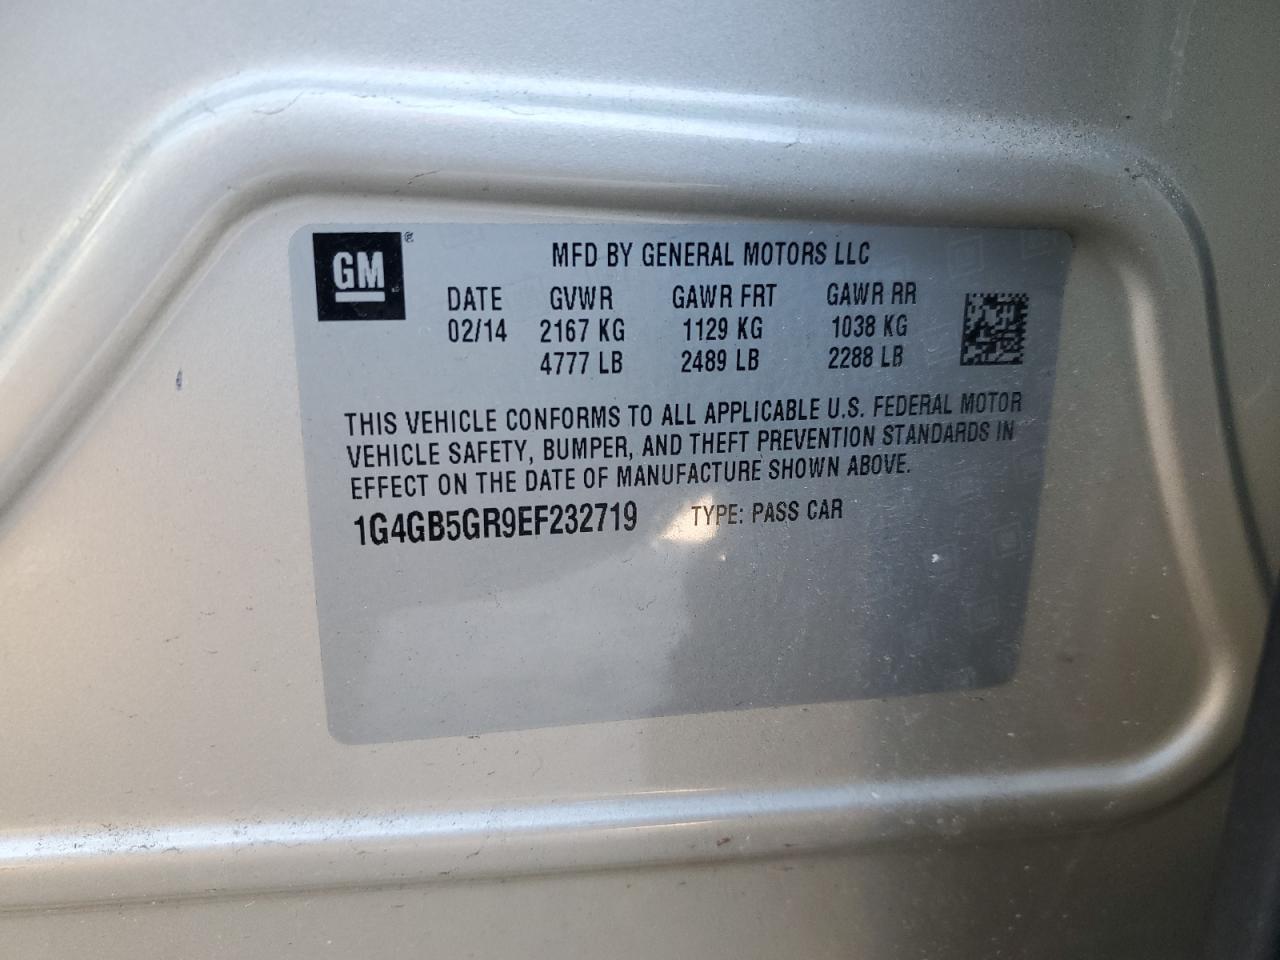 GM
®
MFD BY GENERAL MOTORS LLC
DATE GVWR GAWR FRT GAWR RR
02/14 2167 KG 1129 KG 1038 KG
4777 LB 2489 LB 2288 LB
THIS VEHICLE CONFORMS TO ALL APPLICABLE U.S. FEDERAL MOTOR
VEHICLE SAFETY, BUMPER, AND THEFT PREVENTION STANDARDS IN
EFFECT ON THE DATE OF MANUFACTURE SHOWN ABOVE.
1G4GB5GR9EF232719 TYPE: PASS CAR